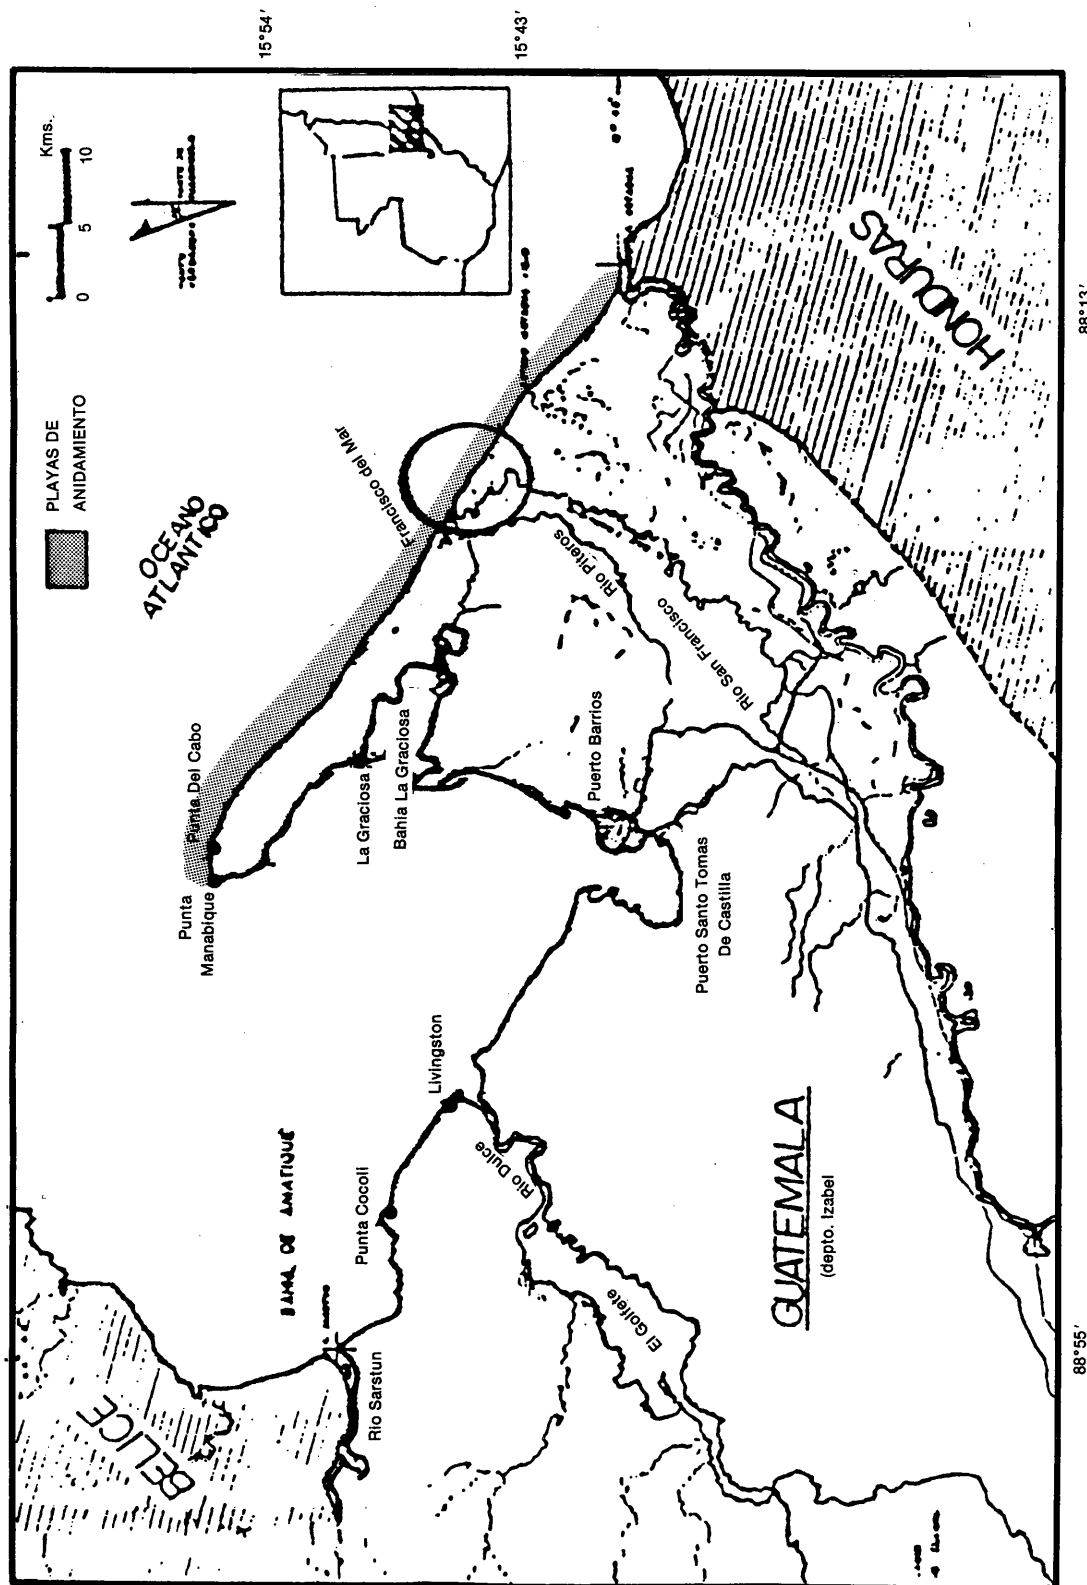 PLAYAS DE
ANIDAMIENTO
Kms.
0 5 10
OCEANO
ATLANTICO
15°54′
15°43′
88°55′
88°13′
BELICE
BAHIA DE AMATIQUE
Punta
Manabique
Punta Del Cabo
Francisco del Mar
La Graciosa
Bahia La Graciosa
Rio Sarstun
Punta Cocoli
Livingston
Rio Dulce
El Golfete
Puerto Barrios
Puerto Santo Tomas
De Castilla
Rio Piteros
Rio San Francisco
GUATEMALA
(depto. Izabel
HONDURAS